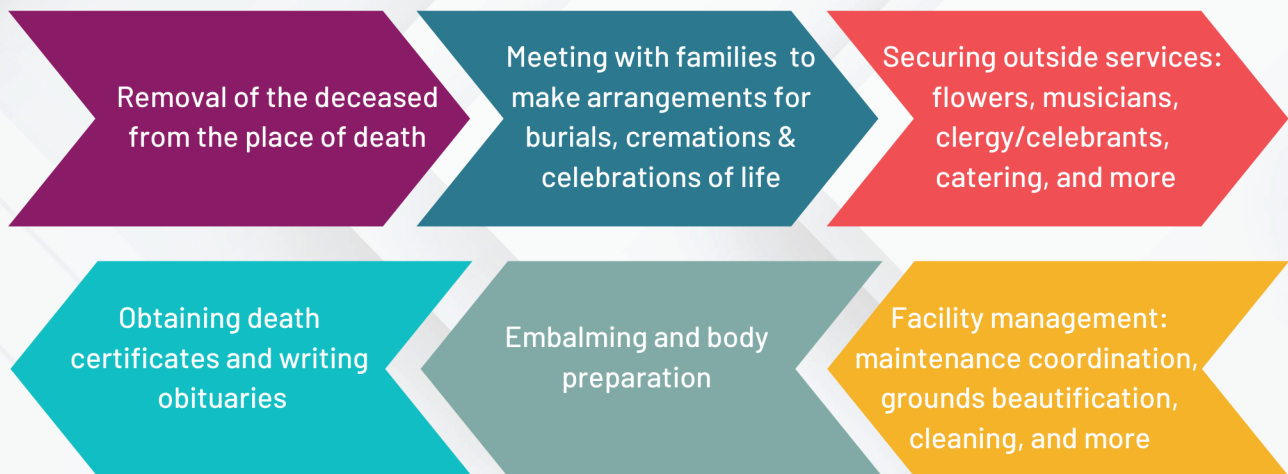 Removal of the deceased
from the place of death
Meeting with families to
make arrangements for
burials, cremations &
celebrations of life
Securing outside services:
flowers, musicians,
clergy/celebrants,
catering, and more
Obtaining death
certificates and writing
obituaries
Embalming and body
preparation
Facility management:
maintenance coordination,
grounds beautification,
cleaning, and more